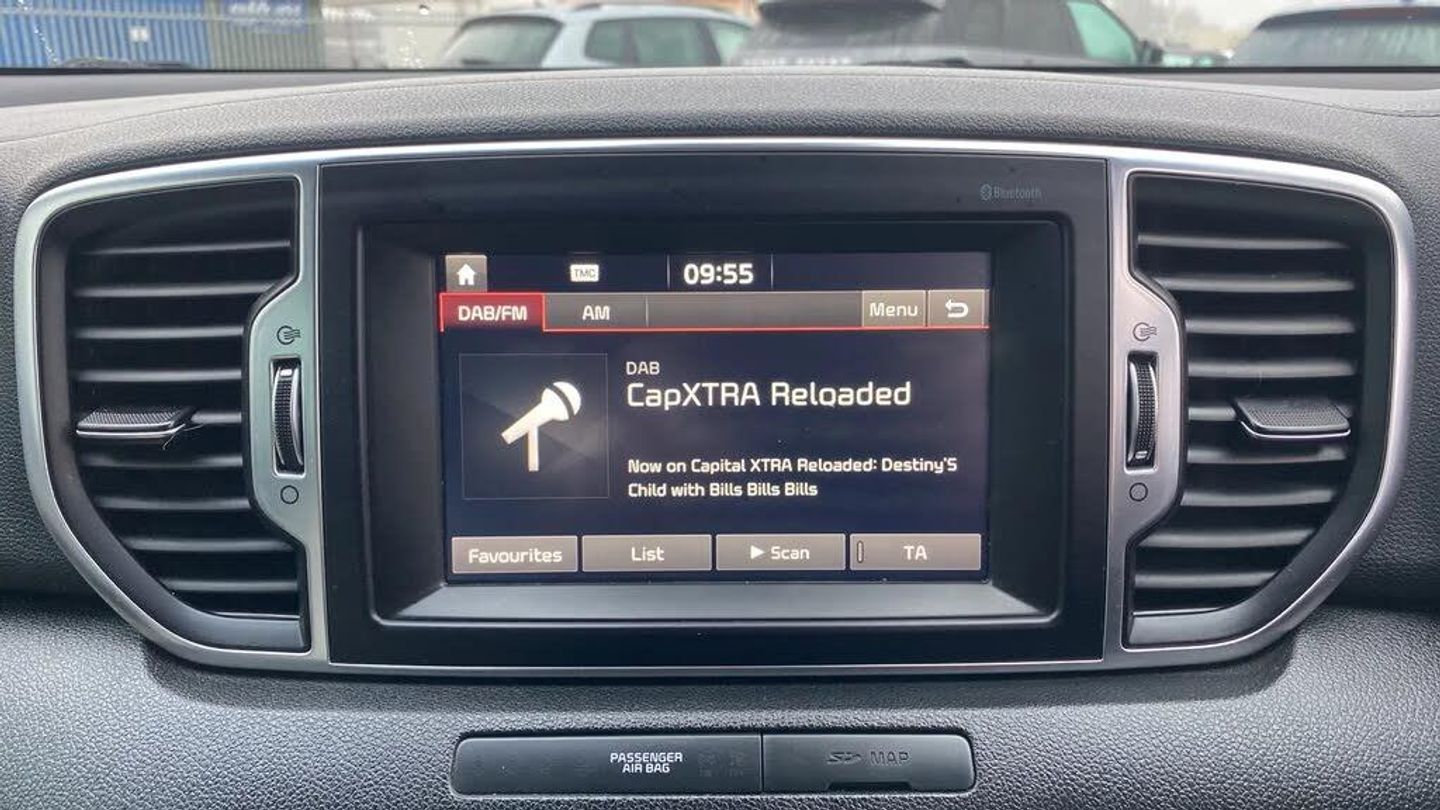 Bluetooth
TMC
09:55
DAB/FM
AM
Menu
DAB
CapXTRA Reloaded
Now on Capital XTRA Reloaded: Destiny'S
Child with Bills Bills Bills
Favourites
List
Scan
TA
PASSENGER
AIR BAG
SD MAP